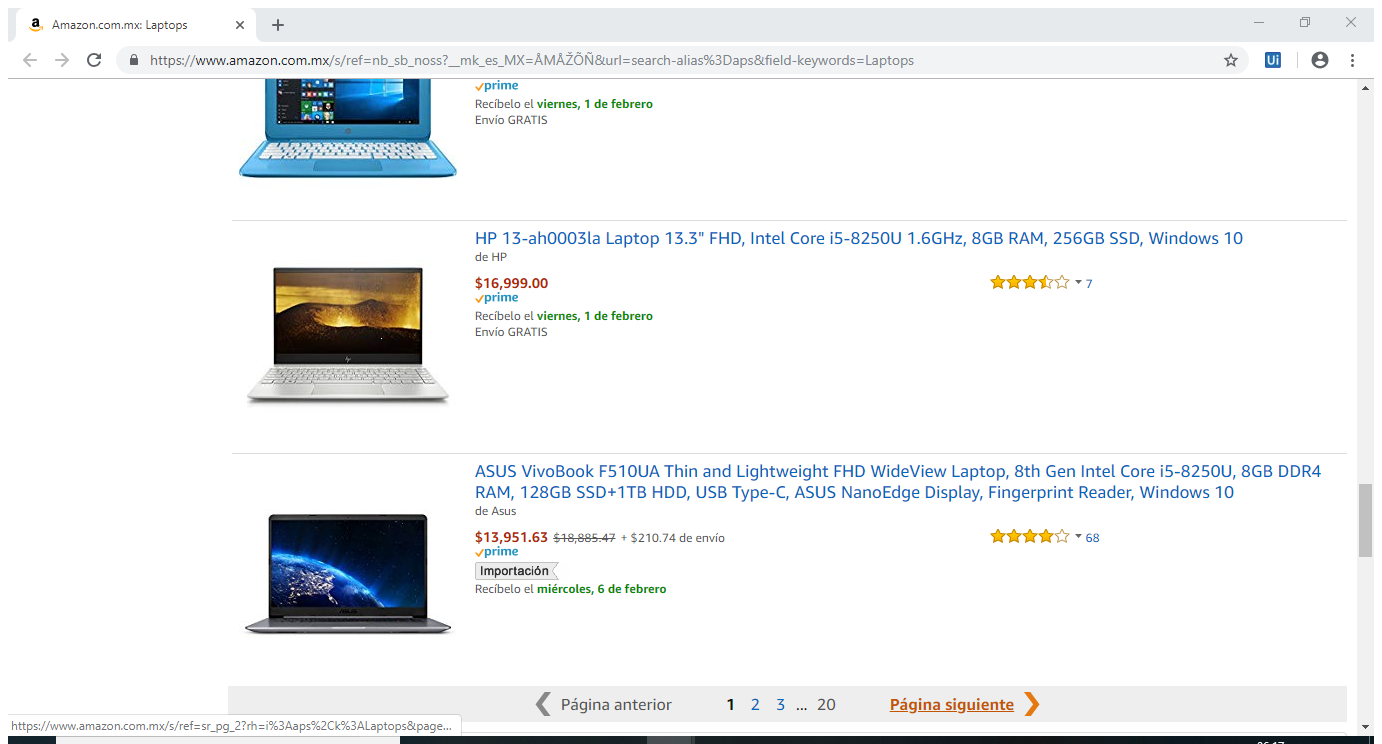 Amazon.com.mx: Laptops
https://www.amazon.com.mx/s/ref=nb_sb_noss?__mk_es_MX=ÅMÅŽÕÑ&url=search-alias%3Daps&field-keywords=Laptops
Ui
prime
Recíbelo el viernes, 1 de febrero
Envío GRATIS
HP 13-ah0003la Laptop 13.3" FHD, Intel Core i5-8250U 1.6GHz, 8GB RAM, 256GB SSD, Windows 10
de HP
$16,999.00
7
prime
Recíbelo el viernes, 1 de febrero
Envío GRATIS
ASUS VivoBook F510UA Thin and Lightweight FHD WideView Laptop, 8th Gen Intel Core i5-8250U, 8GB DDR4
RAM, 128GB SSD+1TB HDD, USB Type-C, ASUS NanoEdge Display, Fingerprint Reader, Windows 10
de Asus
$13,951.63 $18,885.47 + $210.74 de envío
68
prime
Importación
Recíbelo el miércoles, 6 de febrero
Página anterior 1 2 3 ... 20 Página siguiente
https://www.amazon.com.mx/s/ref=sr_pg_2?rh=i%3Aaps%2Ck%3ALaptops&page...